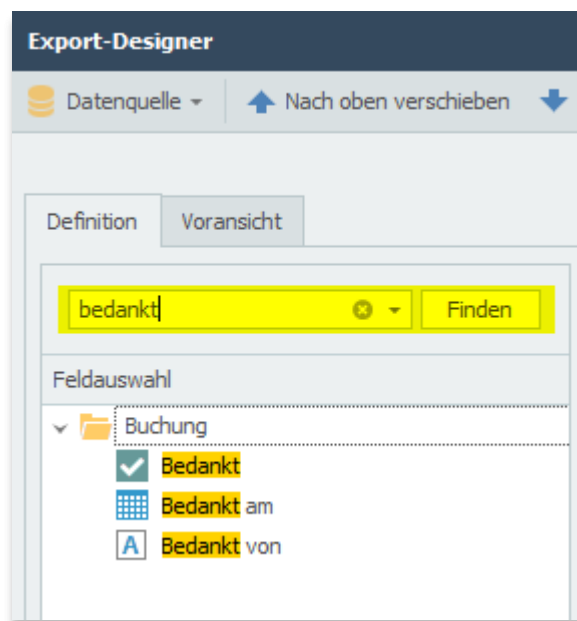 Export-Designer
Datenquelle Nach oben verschieben
Definition Voransicht
bedankt Finden
Feldauswahl
Buchung
Bedankt
Bedankt am
A Bedankt von